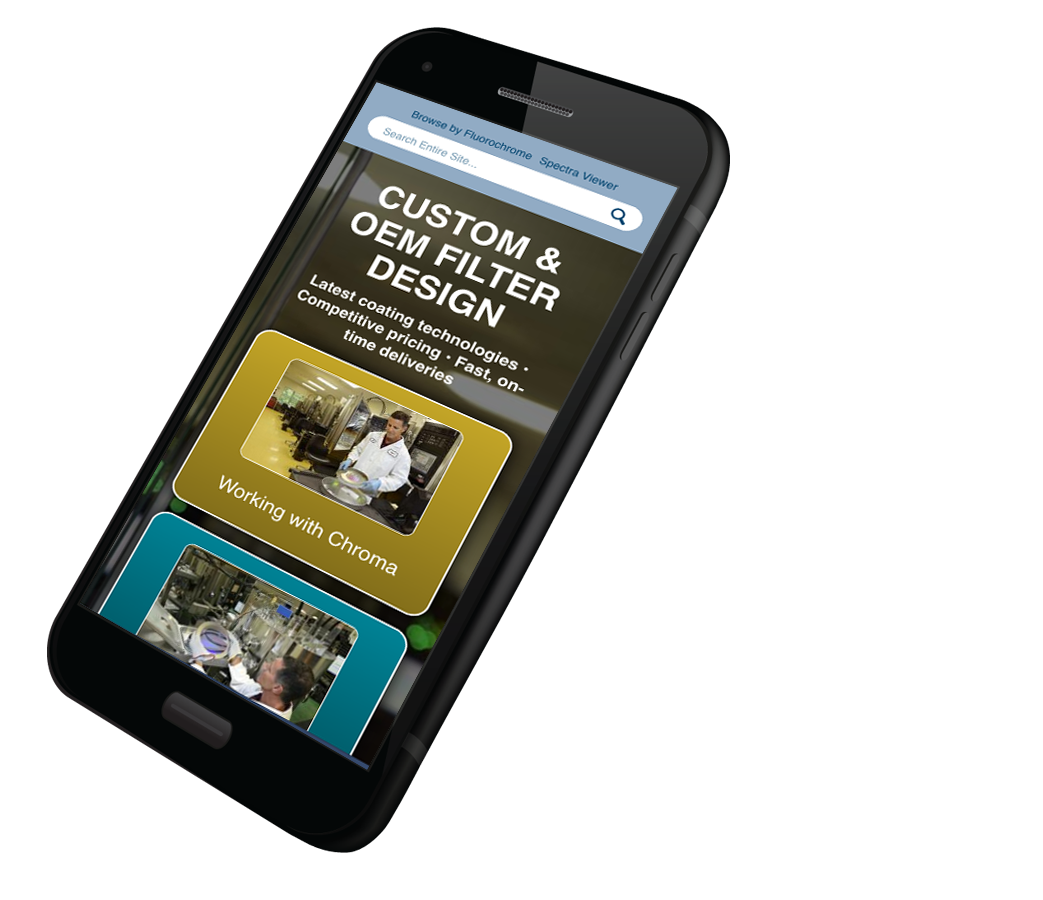 Browse by Fluorochrome Spectra Viewer
Search Entire Site...
CUSTOM &
OEM FILTER
DESIGN
Latest coating technologies •
Competitive pricing • Fast, on-
time deliveries
Working with Chroma